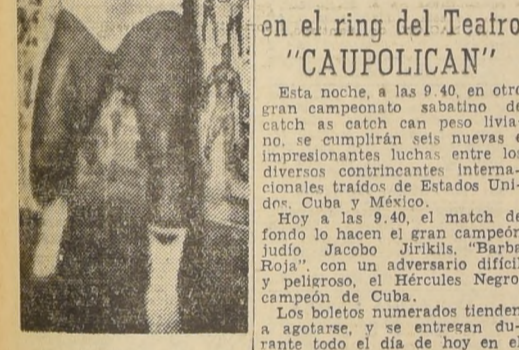 en el ring del Teatro
"CAUPOLICAN"
Esta noche, a las 9.40, en otro
gran campeonato sabatino de
catch as catch can peso livia-
no, se cumplirán seis nuevas e
impresionantes luchas entre los
diversos contrincantes interna-
cionales traídos de Estados Uni-
dos, Cuba y México.
Hoy a las 9.40, el match de
fondo lo hacen el gran campeón
judío Jacobo Jirikils, "Barba
Roja", con un adversario difícil
y peligroso, el Hércules Negro,
campeón de Cuba.
Los boletos numerados tienden
a agotarse, y se entregan du-
rante todo el día de hoy en el